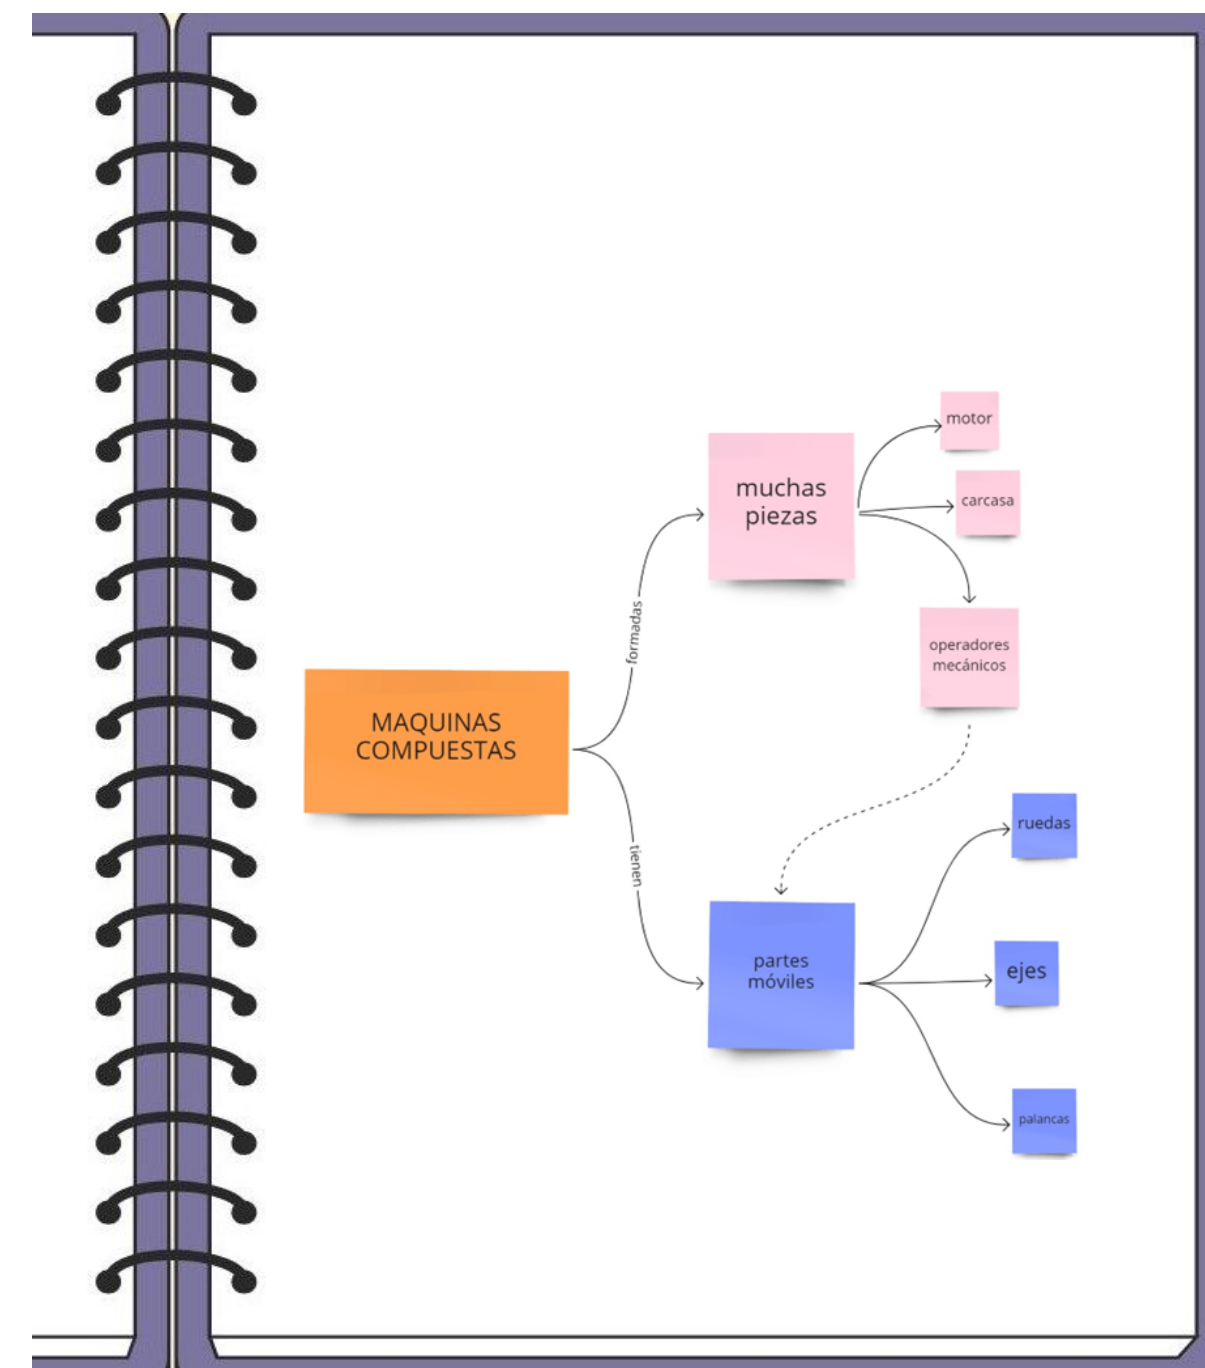 motor
muchas
piezas
carcasa
formadas
operadores
mecánicos
MAQUINAS
COMPUESTAS
ruedas
tienen
partes
móviles
ejes
palancas